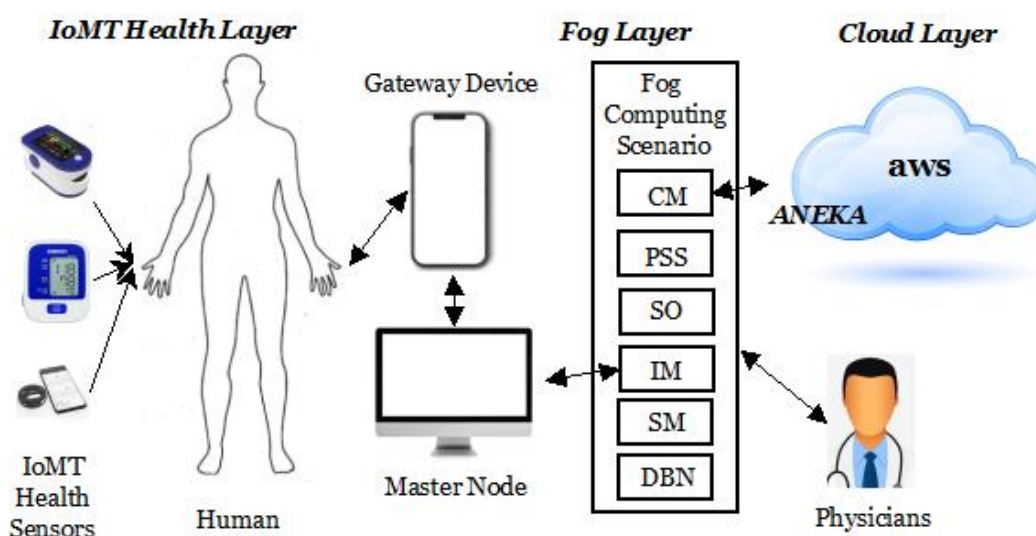 IoMT Health Layer
Fog Layer
Cloud Layer
Gateway Device
Fog
Computing
Scenario
CM
PSS
SO
IM
SM
DBN
aws
ANEKA
IoMT
Health
Sensors
Human
Master Node
Physicians